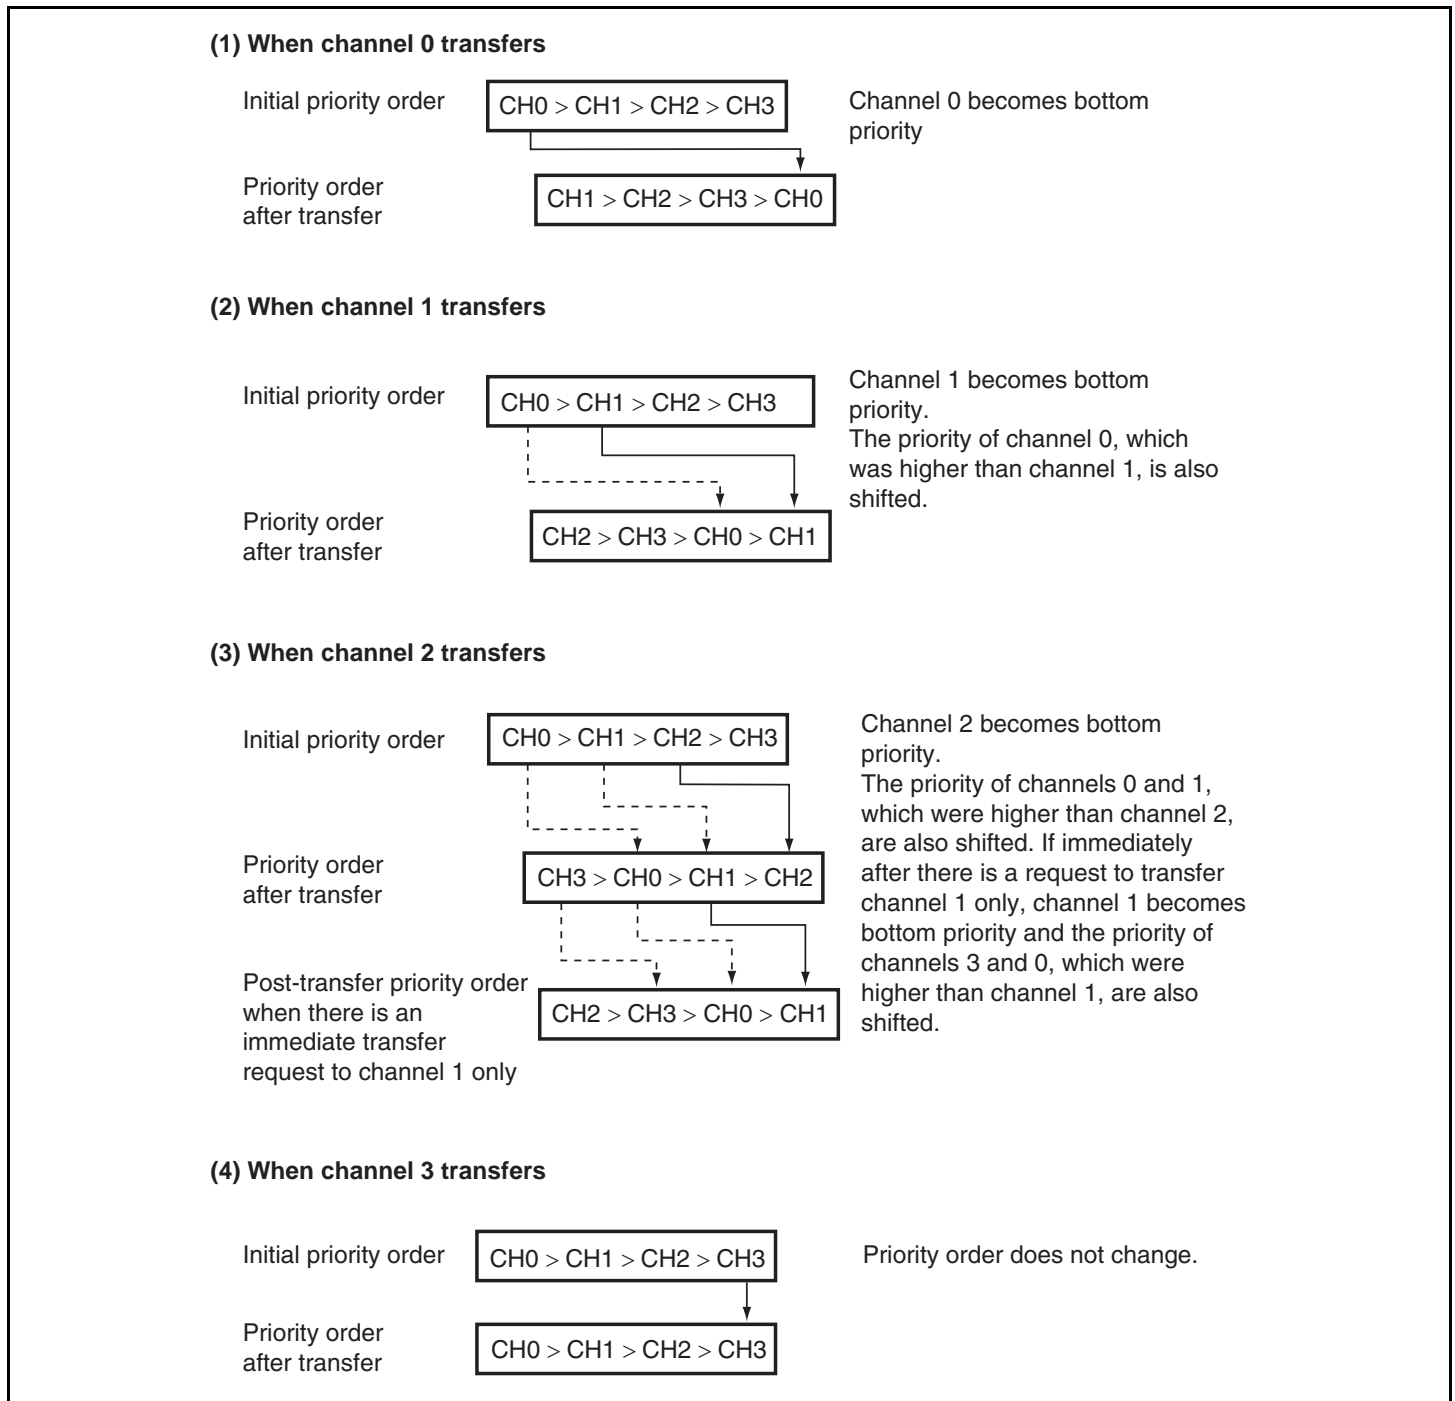 (1) When channel 0 transfers
Initial priority order
CH0 > CH1 > CH2 > CH3
Channel 0 becomes bottom
priority
Priority order
after transfer
CH1 > CH2 > CH3 > CH0
(2) When channel 1 transfers
Initial priority order
CH0 > CH1 > CH2 > CH3
Channel 1 becomes bottom
priority.
The priority of channel 0, which
was higher than channel 1, is also
shifted.
Priority order
after transfer
CH2 > CH3 > CH0 > CH1
(3) When channel 2 transfers
Initial priority order
CH0 > CH1 > CH2 > CH3
Channel 2 becomes bottom
priority.
The priority of channels 0 and 1,
which were higher than channel 2,
are also shifted. If immediately
after there is a request to transfer
channel 1 only, channel 1 becomes
bottom priority and the priority of
channels 3 and 0, which were
higher than channel 1, are also
shifted.
Priority order
after transfer
CH3 > CH0 > CH1 > CH2
Post-transfer priority order
when there is an
immediate transfer
request to channel 1 only
CH2 > CH3 > CH0 > CH1
(4) When channel 3 transfers
Initial priority order
CH0 > CH1 > CH2 > CH3
Priority order does not change.
Priority order
after transfer
CH0 > CH1 > CH2 > CH3